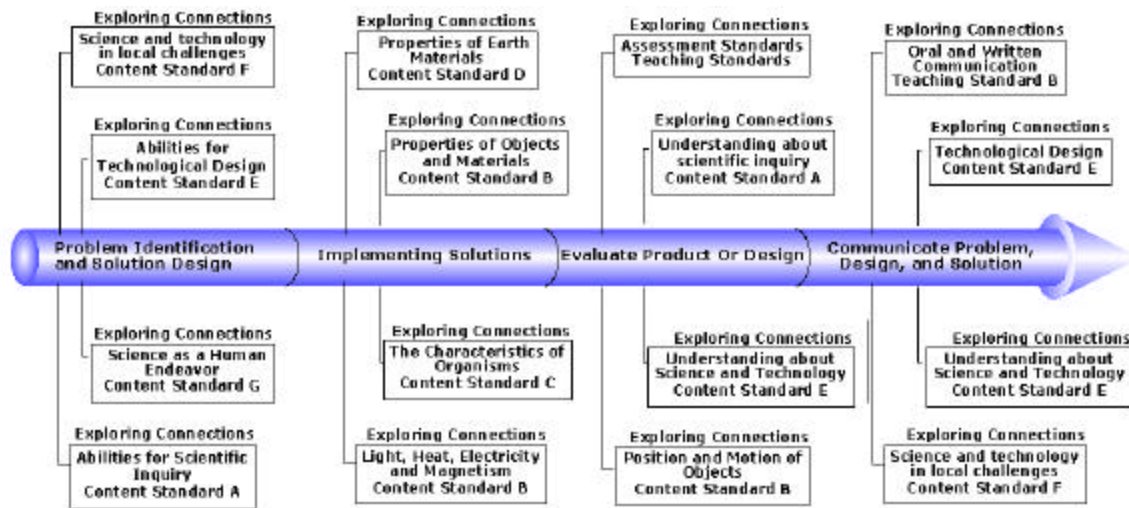 Exploring Connections
Science and technology
in local challenges
Content Standard F
Exploring Connections
Abilities for
Technological Design
Content Standard E
Exploring Connections
Properties of Earth
Materials
Content Standard D
Exploring Connections
Properties of Objects
and Materials
Content Standard B
Exploring Connections
Assessment Standards
Teaching Standards
Exploring Connections
Understanding about
scientific inquiry
Content Standard A
Exploring Connections
Oral and Written
Communication
Teaching Standard B
Exploring Connections
Technological Design
Content Standard E
Problem Identification
and Solution Design
Implementing Solutions
Evaluate Product Or Design
Communicate Problem,
Design, and Solution
Exploring Connections
Science as a Human
Endeavor
Content Standard G
Exploring Connections
Abilities for Scientific
Inquiry
Content Standard A
Exploring Connections
The Characteristics of
Organisms
Content Standard C
Exploring Connections
Light, Heat, Electricity
and Magnetism
Content Standard B
Exploring Connections
Understanding about
Science and Technology
Content Standard E
Exploring Connections
Position and Motion of
Objects
Content Standard B
Exploring Connections
Understanding about
Science and Technology
Content Standard E
Exploring Connections
Science and technology
in local challenges
Content Standard F